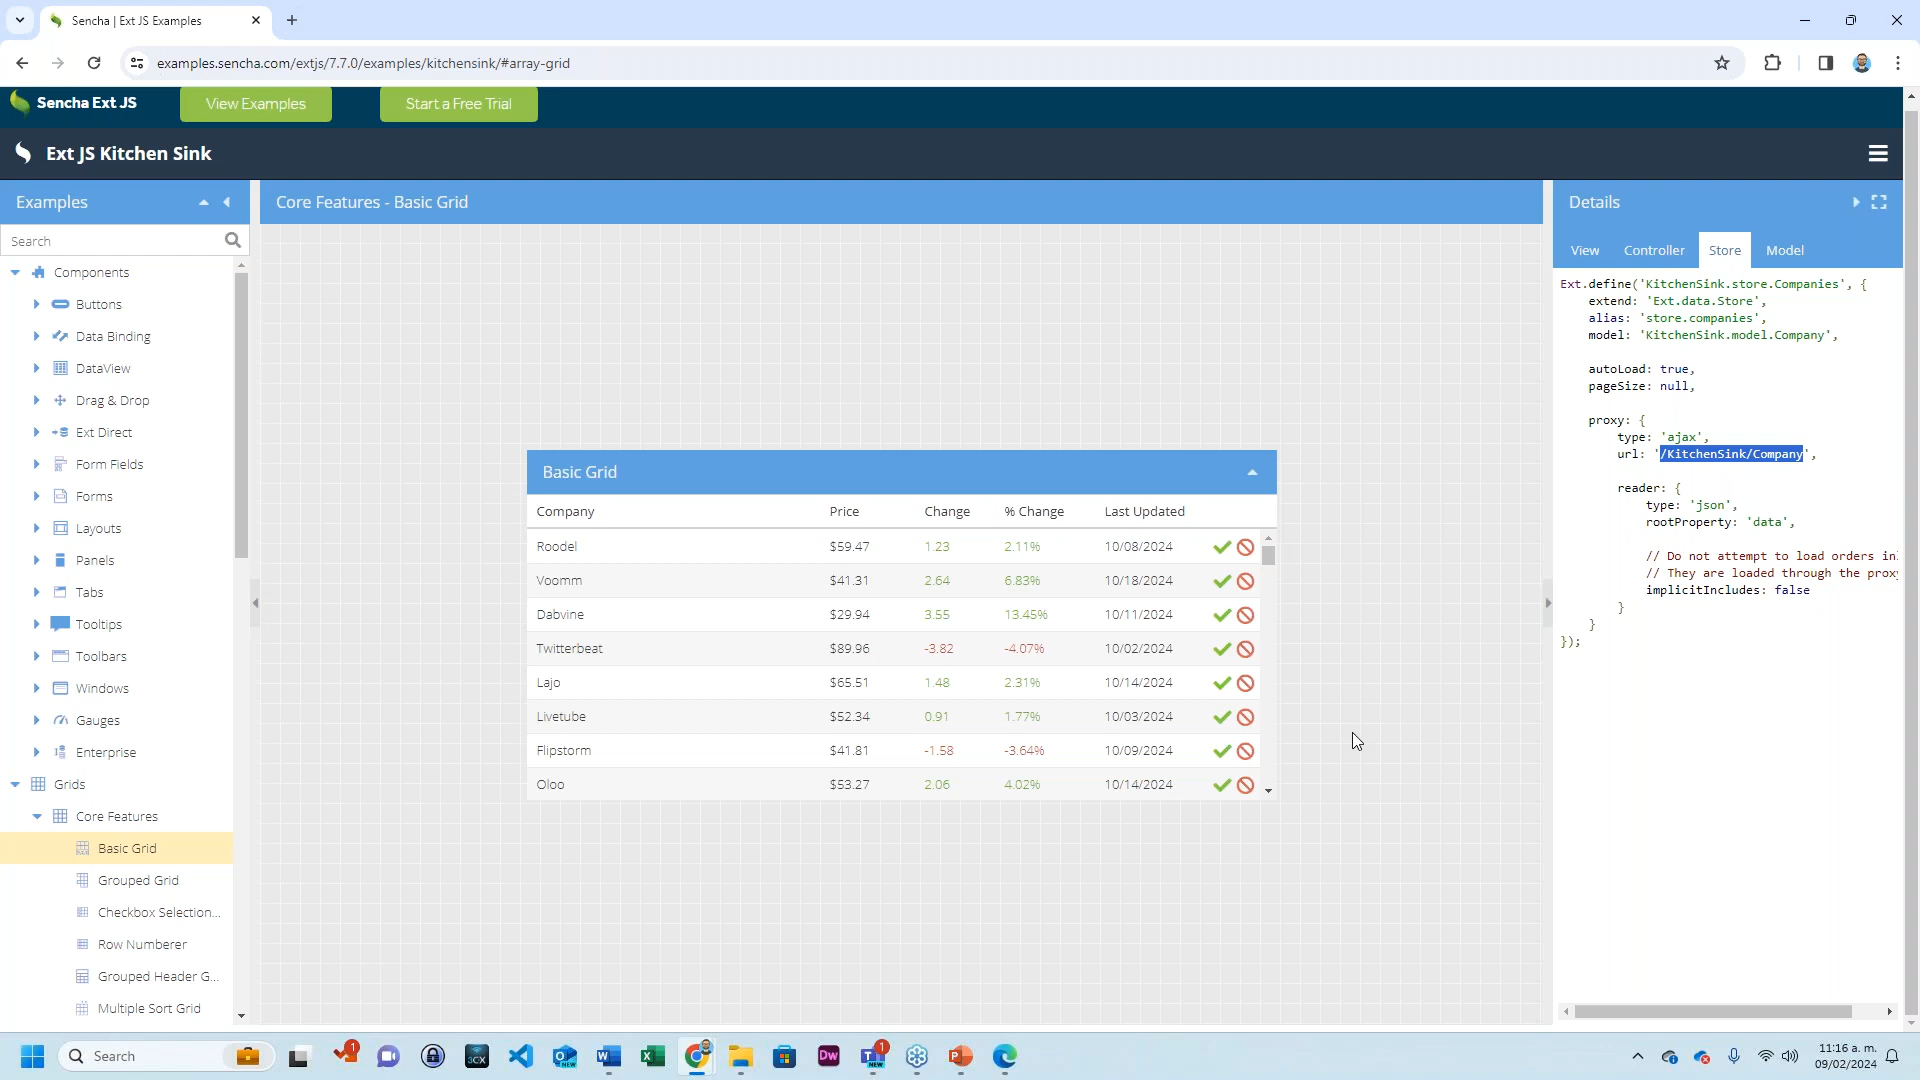 Sencha | Ext JS Examples
examples.sencha.com/extjs/7.7.0/examples/kitchensink/#array-grid
Sencha Ext JS
View Examples
Start a Free Trial
Ext JS Kitchen Sink
Examples
Core Features - Basic Grid
Details
Search
View Controller Store Model
Components
Buttons
Data Binding
DataView
Drag & Drop
Ext Direct
Form Fields
Forms
Layouts
Panels
Tabs
Tooltips
Toolbars
Windows
Gauges
Enterprise
Grids
Core Features
Basic Grid
Grouped Grid
Checkbox Selection...
Row Numberer
Grouped Header G...
Multiple Sort Grid
Basic Grid
Company Price Change % Change Last Updated
Roodel $59.47 1.23 2.11% 10/08/2024
Voomm $41.31 2.64 6.83% 10/18/2024
Dabvine $29.94 3.55 13.45% 10/11/2024
Twitterbeat $89.96 -3.82 -4.07% 10/02/2024
Lajo $65.51 1.48 2.31% 10/14/2024
Livetube $52.34 0.91 1.77% 10/03/2024
Flipstorm $41.81 -1.58 -3.64% 10/09/2024
Oloo $53.27 2.06 4.02% 10/14/2024
Ext.define('KitchenSink.store.Companies', {
extend: 'Ext.data.Store',
alias: 'store.companies',
model: 'KitchenSink.model.Company',
autoLoad: true,
pageSize: null,
proxy: {
type: 'ajax',
url: '/KitchenSink/Company',
reader: {
type: 'json',
rootProperty: 'data',
// Do not attempt to load orders in
// They are loaded through the prox
implicitIncludes: false
}
}
});
Search
1
3CX
NEW
Dw
1
NEW
11:16 a. m.
09/02/2024